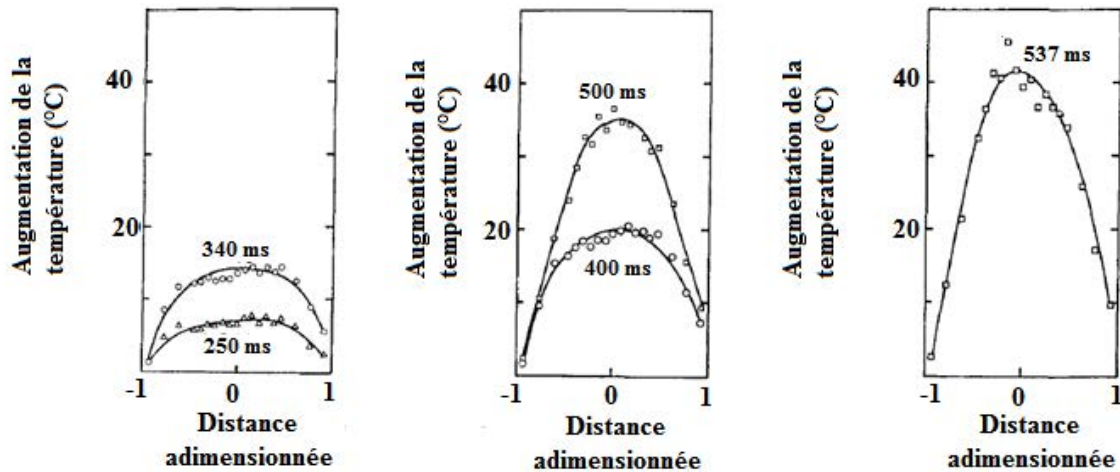 Augmentation de la
température (°C)
40
20
340 ms
250 ms
-1
0
1
Distance
adimensionnée
Augmentation de la
température (°C)
40
20
500 ms
400 ms
-1
0
1
Distance
adimensionnée
Augmentation de la
température (°C)
40
20
537 ms
-1
0
1
Distance
adimensionnée